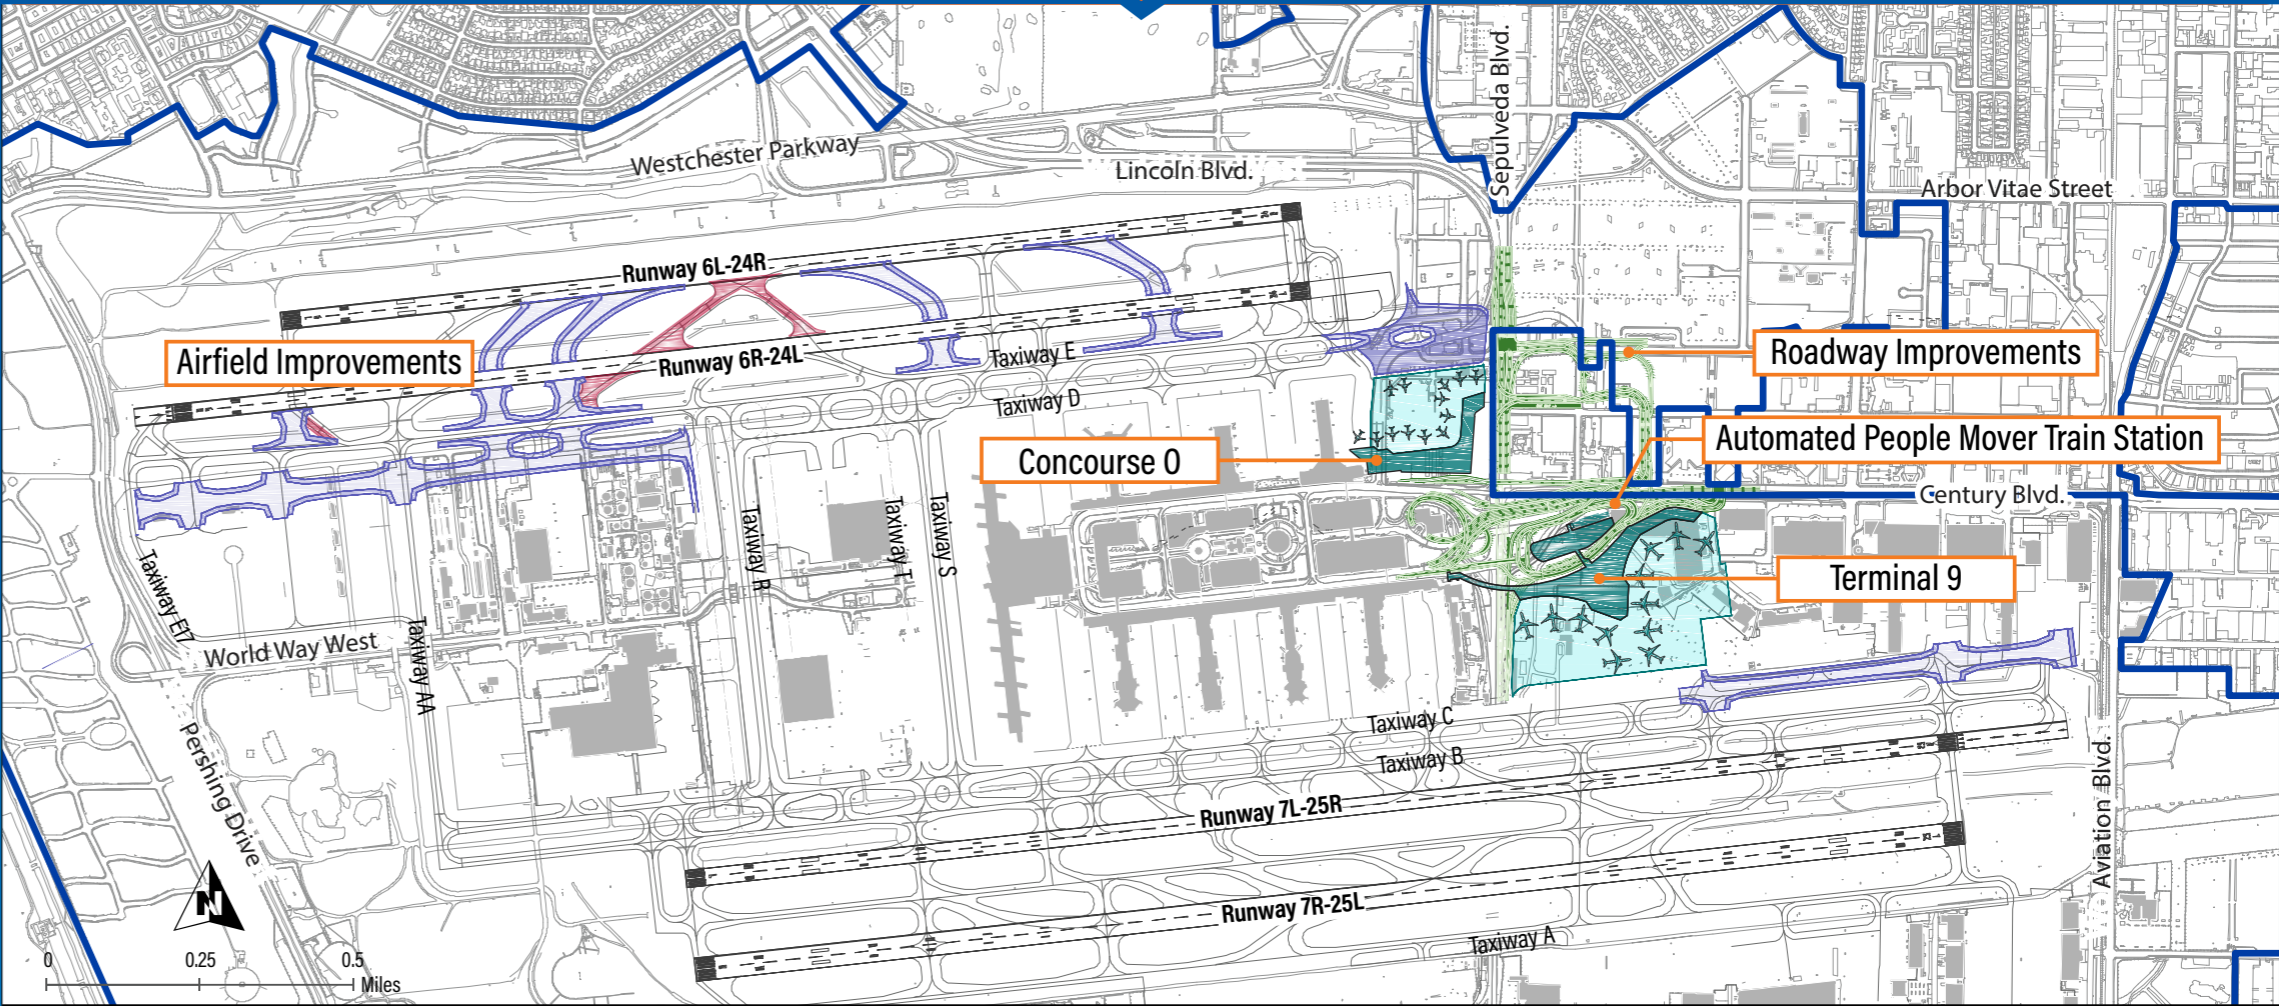 Sepulveda Blvd.
Westchester Parkway
Lincoln Blvd.
Arbor Vitae Street
Runway 6L-24R
Airfield Improvements
Runway 6R-24L
Taxiway E
Roadway Improvements
Taxiway D
Automated People Mover Train Station
Concourse 0
Century Blvd.
Taxiway R
Taxiway T
Taxiway S
Taxiway E17
Terminal 9
World Way West
Taxiway AA
Taxiway C
Taxiway B
Pershing Drive
Runway 7L-25R
Aviation Blvd.
Runway 7R-25L
Taxiway A
N
0 0.25 0.5
Miles